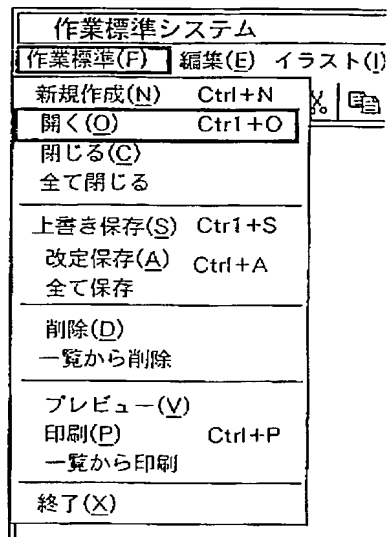 作業標準システム
作業標準(F) 編集(E) イラスト(I)
新規作成(N) Ctrl+N
開く(O) Ctrl+O
閉じる(C)
全て閉じる
上書き保存(S) Ctrl+S
改定保存(A) Ctrl+A
全て保存
削除(D)
一覧から削除
プレビュー(V)
印刷(P) Ctrl+P
一覧から印刷
終了(X)